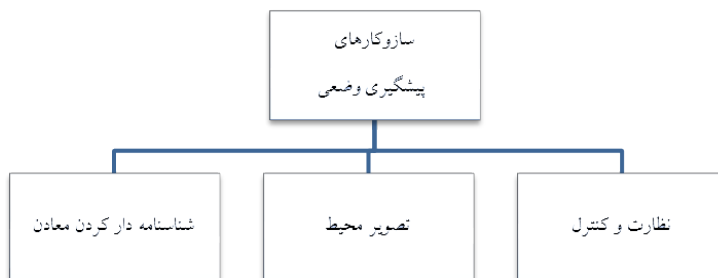 سازوکارهای
پیشگیری وضعی
نظارت و کنترل
تصویر محیط
شناسنامه دار کردن معادن